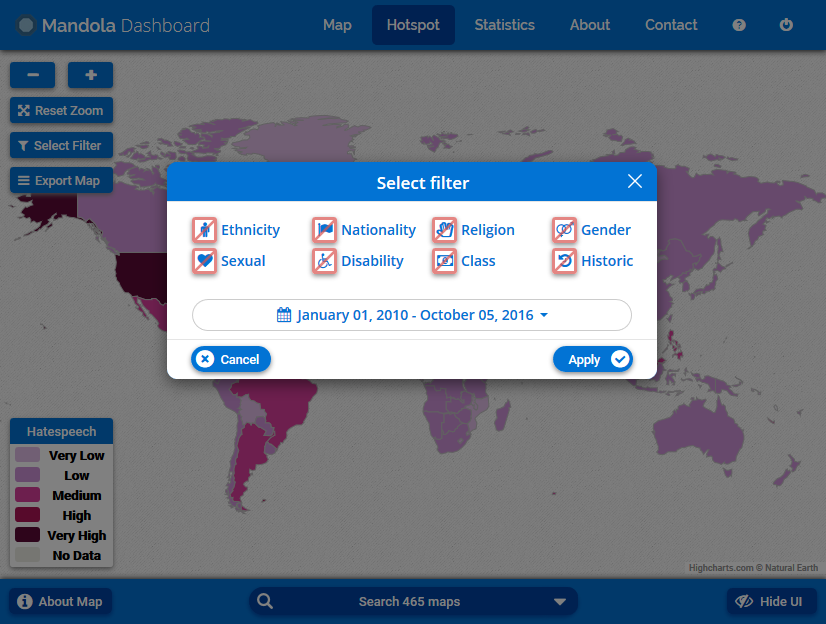 Mandola Dashboard
Map Hotspot Statistics About Contact ?
Reset Zoom
Select Filter
Export Map
Select filter
Ethnicity Nationality Religion Gender
Sexual Disability Class Historic
January 01, 2010 - October 05, 2016
Cancel Apply
Hatespeech
Very Low
Low
Medium
High
Very High
No Data
Highcharts.com © Natural Earth
About Map Search 465 maps Hide UI